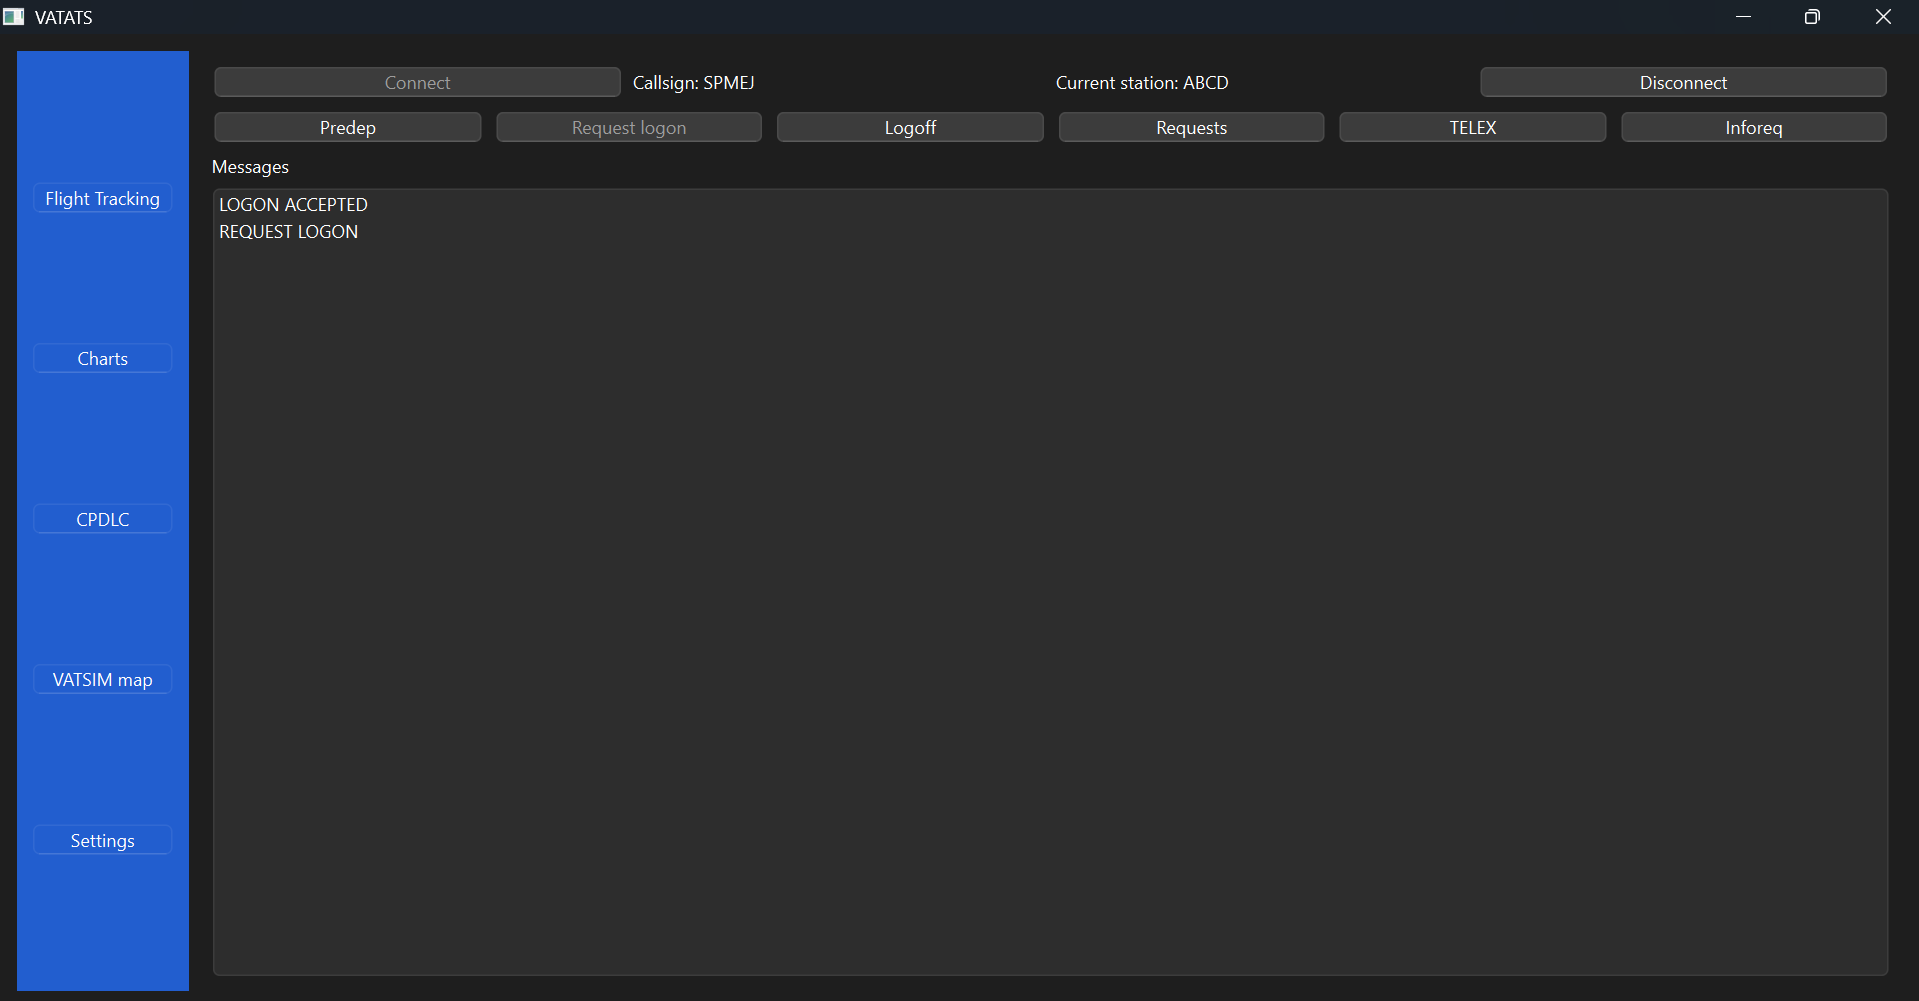 VATATS
Connect Callsign: SPMEJ Current station: ABCD Disconnect
Predep Request logon Logoff Requests TELEX Inforeq
Messages
LOGON ACCEPTED
REQUEST LOGON
Flight Tracking
Charts
CPDLC
VATSIM map
Settings